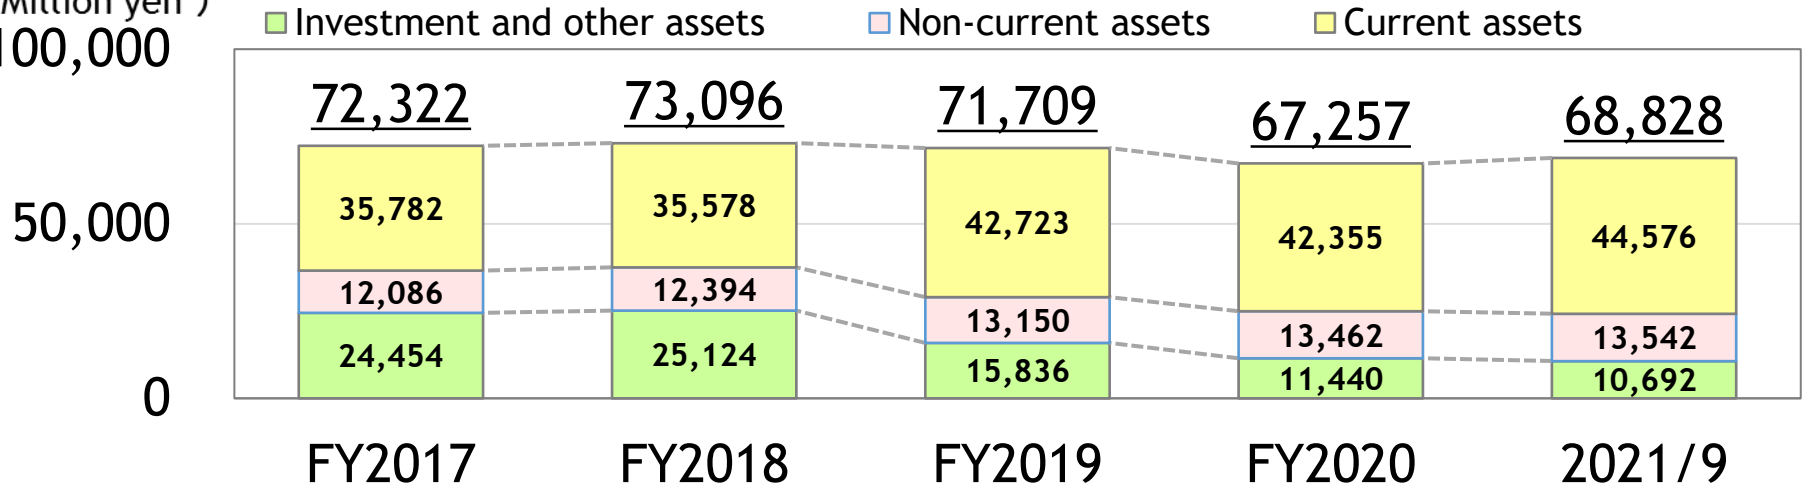 Million yen )
Investment and other assets Non-current assets Current assets
100,000
72,322 73,096 71,709 67,257 68,828
35,782 35,578 42,723 42,355 44,576
50,000
12,086 12,394 13,150 13,462 13,542
24,454 25,124 15,836 11,440 10,692
0
FY2017 FY2018 FY2019 FY2020 2021/9